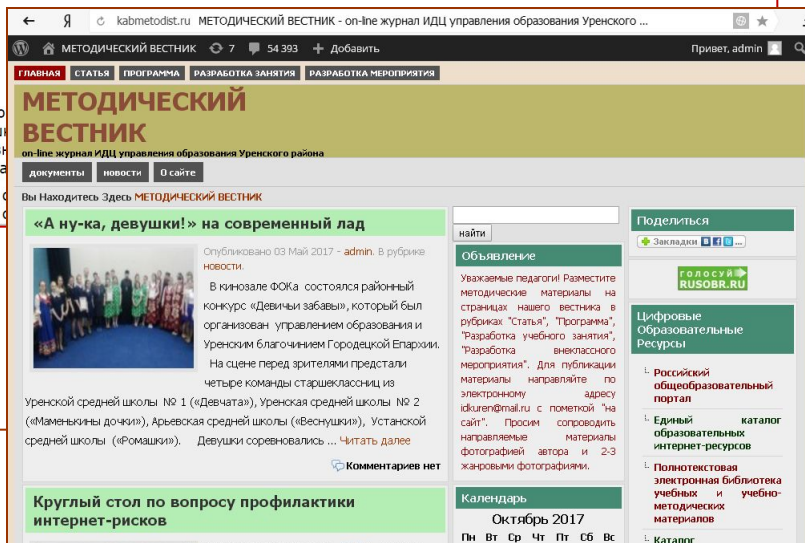 kabmetodist.ru МЕТОДИЧЕСКИЙ ВЕСТНИК - on-line журнал ИДЦ управления образования Уренского ...
МЕТОДИЧЕСКИЙ ВЕСТНИК 7 54 393 + Добавить Привет, admin
ГЛАВНАЯ СТАТЬЯ ПРОГРАММА РАЗРАБОТКА ЗАНЯТИЯ РАЗРАБОТКА МЕРОПРИЯТИЯ
МЕТОДИЧЕСКИЙ
ВЕСТНИК
on-line журнал ИДЦ управления образования Уренского района
документы новости О сайте
Вы Находитесь Здесь МЕТОДИЧЕСКИЙ ВЕСТНИК
«А ну-ка, девушки!» на современный лад
Опубликовано 03 Май 2017 - admin. В рубрике
новости.
В кинозале ФОКа состоялся районный
конкурс «Девичьи забавы», который был
организован управлением образования и
Уренским благочинием Городецкой Епархии.
На сцене перед зрителями предстали
четыре команды старшеклассниц из
Уренской средней школы № 1 («Девчата»), Уренская средней школы № 2
(«Маменькины дочки»), Арьевская средней школы («Веснушки»), Устанской
средней школы («Ромашки»). Девушки соревновались ... Читать далее
Комментариев нет
Круглый стол по вопросу профилактики
интернет-рисков
найти
Объявление
Уважаемые педагоги! Разместите
методические материалы на
страницах нашего вестника в
рубриках "Статья", "Программа",
"Разработка учебного занятия",
"Разработка внеклассного
мероприятия". Для публикации
материалы направляйте по
электронному адресу
idkuren@mail.ru с пометкой "на
сайт". Просим сопроводить
направляемые материалы
фотографией автора и 2-3
жанровыми фотографиями.
Календарь
Октябрь 2017
Пн Вт Ср Чт Пт Сб Вс
Поделиться
Закладки ...
ГОЛОСУЙ
RUSOBR.RU
Цифровые
Образовательные
Ресурсы
Российский
общеобразовательный
портал
Единый каталог
образовательных
интернет-ресурсов
Полнотекстовая
электронная библиотека
учебных и учебно-
методических
материалов
Каталог